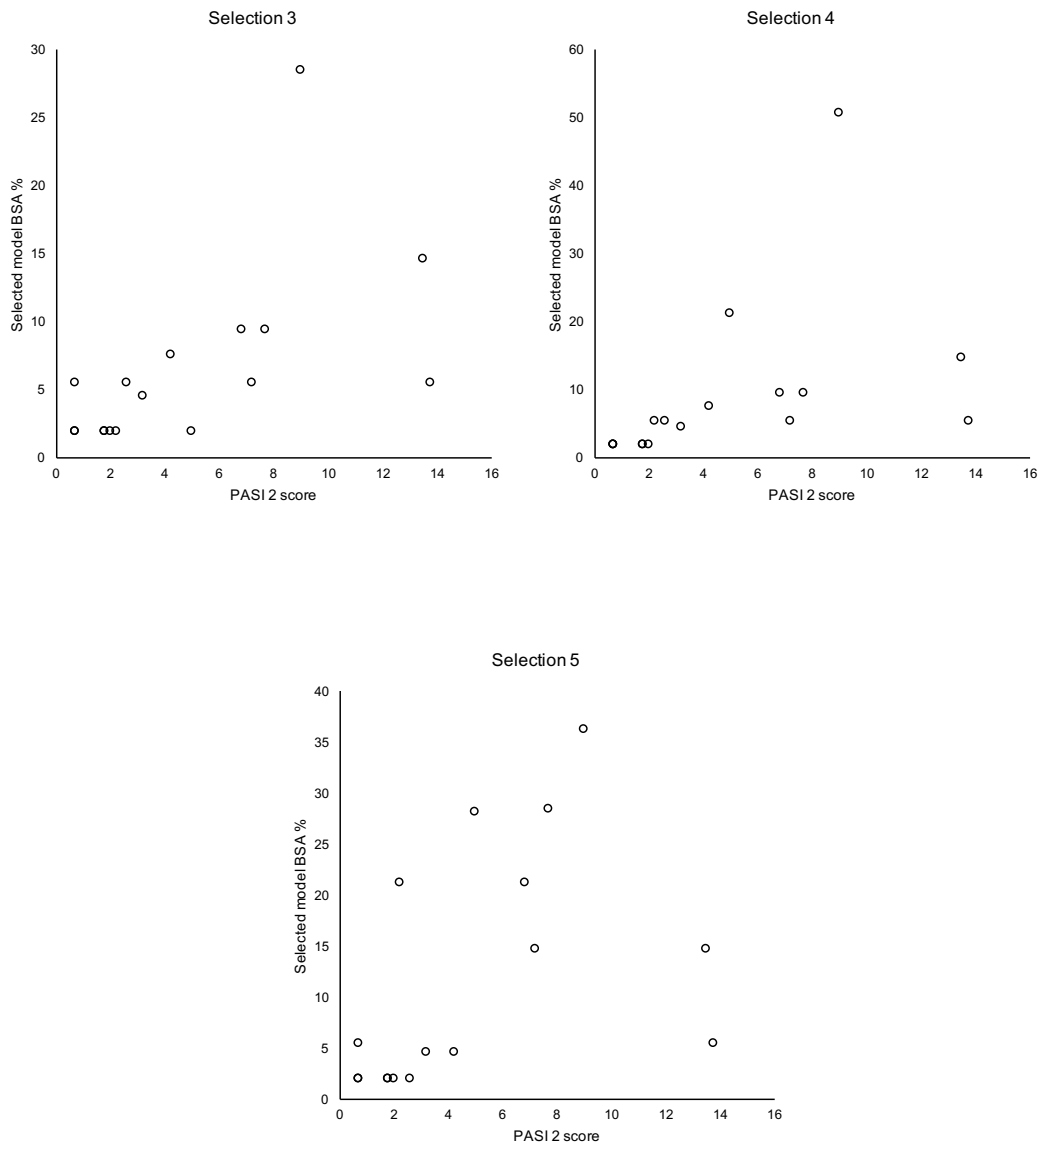 Selection 3
30
25
20
15
10
5
0
Selected model BSA %
0 2 4 6 8 10 12 14 16
PASI 2 score
Selection 4
60
50
40
30
20
10
0
Selected model BSA %
0 2 4 6 8 10 12 14 16
PASI 2 score
Selection 5
40
35
30
25
20
15
10
5
0
Selected model BSA %
0 2 4 6 8 10 12 14 16
PASI 2 score